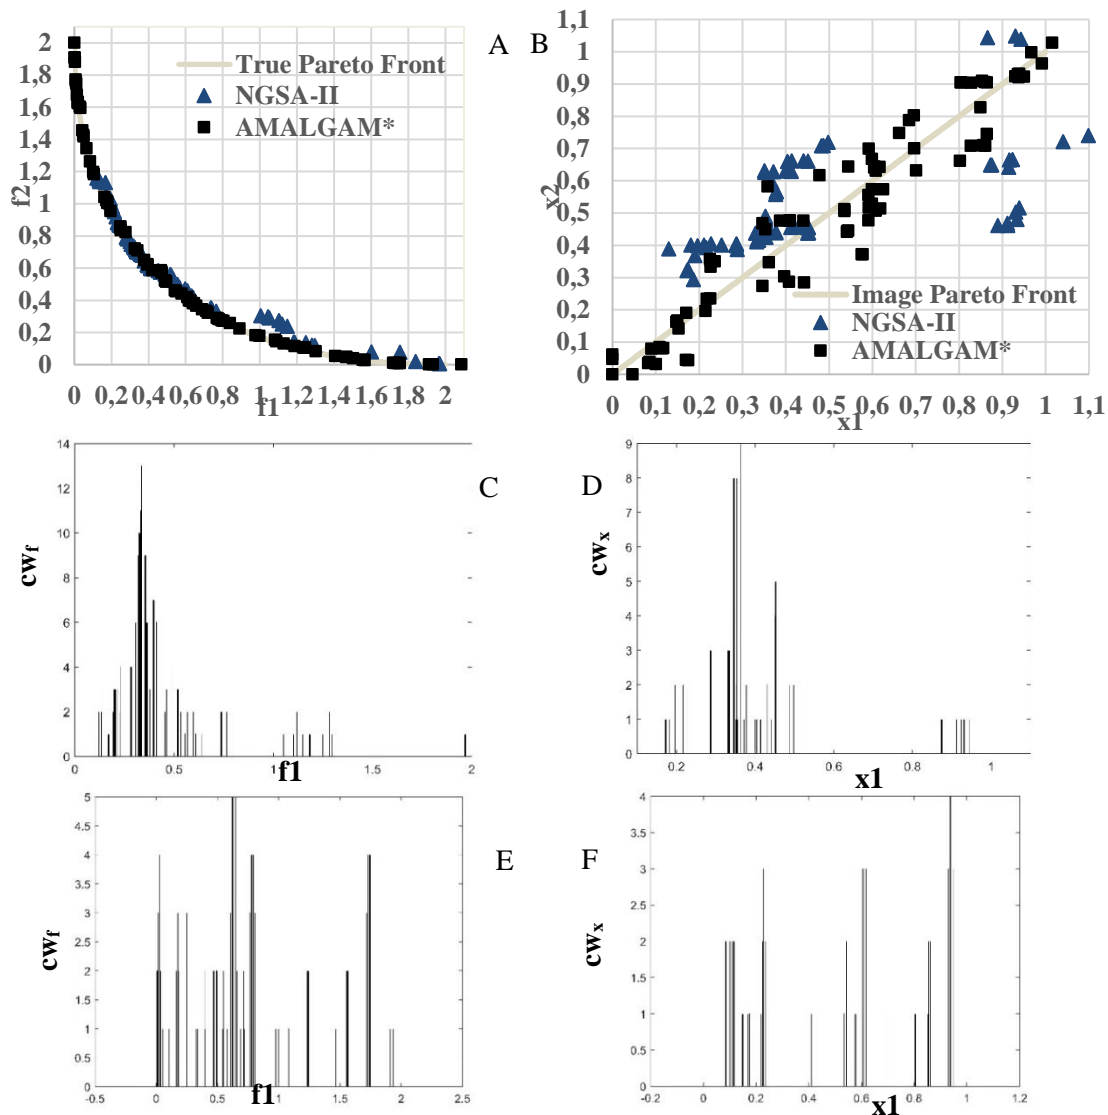 A
2
1,8
1,6
1,4
1,2
1
0,8
0,6
0,4
0,2
0
f2
True Pareto Front
NGSA-II
AMALGAM*
0 0,2 0,4 0,6 0,8 1 1,2 1,4 1,6 1,8 2
f1
B
1,1
1
0,9
0,8
0,7
0,6
0,5
0,4
0,3
0,2
0,1
0
x2
Image Pareto Front
NGSA-II
AMALGAM*
0 0,1 0,2 0,3 0,4 0,5 0,6 0,7 0,8 0,9 1 1,1
x1
C
14
12
10
8
6
4
2
0
cwf
0 0.5 1 1.5 2
f1
D
9
8
7
6
5
4
3
2
1
0
cwx
0.2 0.4 0.6 0.8 1
x1
E
5
4.5
4
3.5
3
2.5
2
1.5
1
0.5
0
cwf
-0.5 0 0.5 1 1.5 2 2.5
f1
F
4
3.5
3
2.5
2
1.5
1
0.5
0
cwx
-0.2 0 0.2 0.4 0.6 0.8 1 1.2
x1